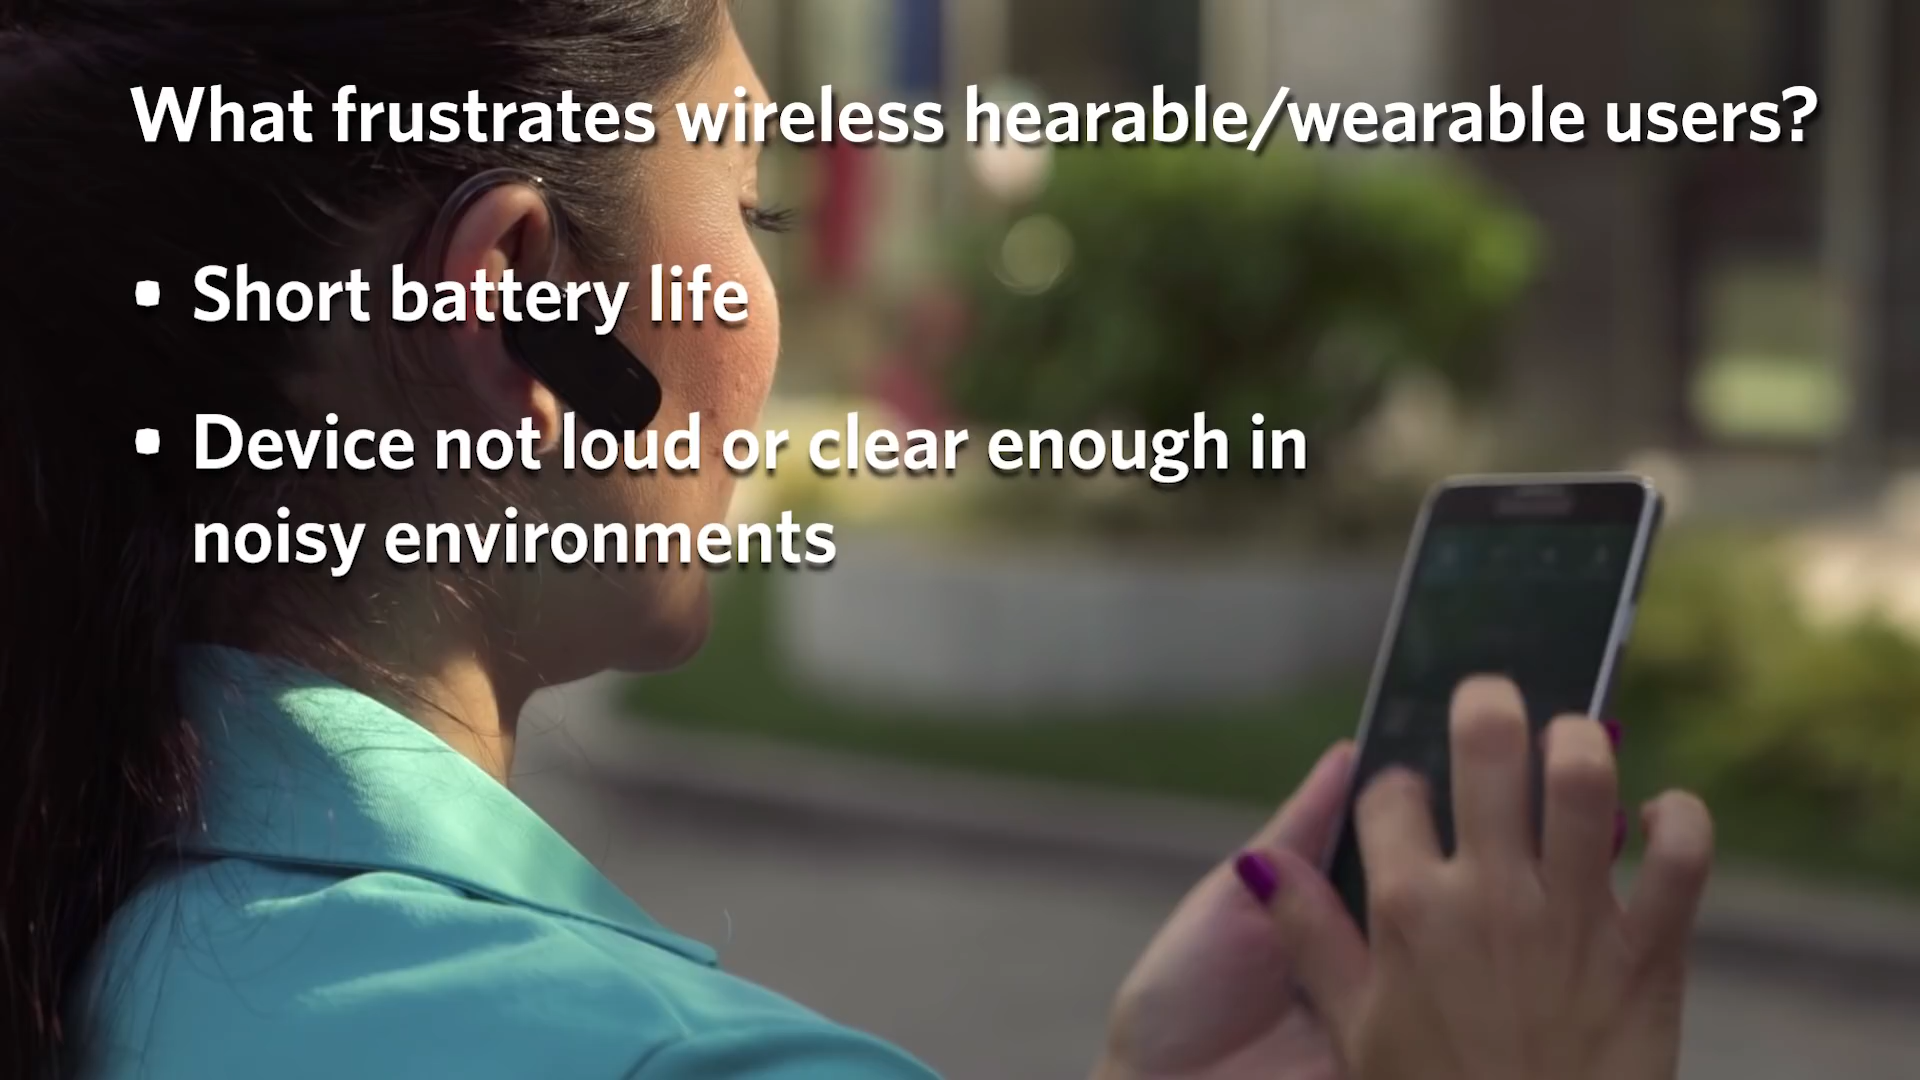 What frustrates wireless hearable/wearable users?
▪ Short battery life
▪ Device not loud or clear enough in
noisy environments